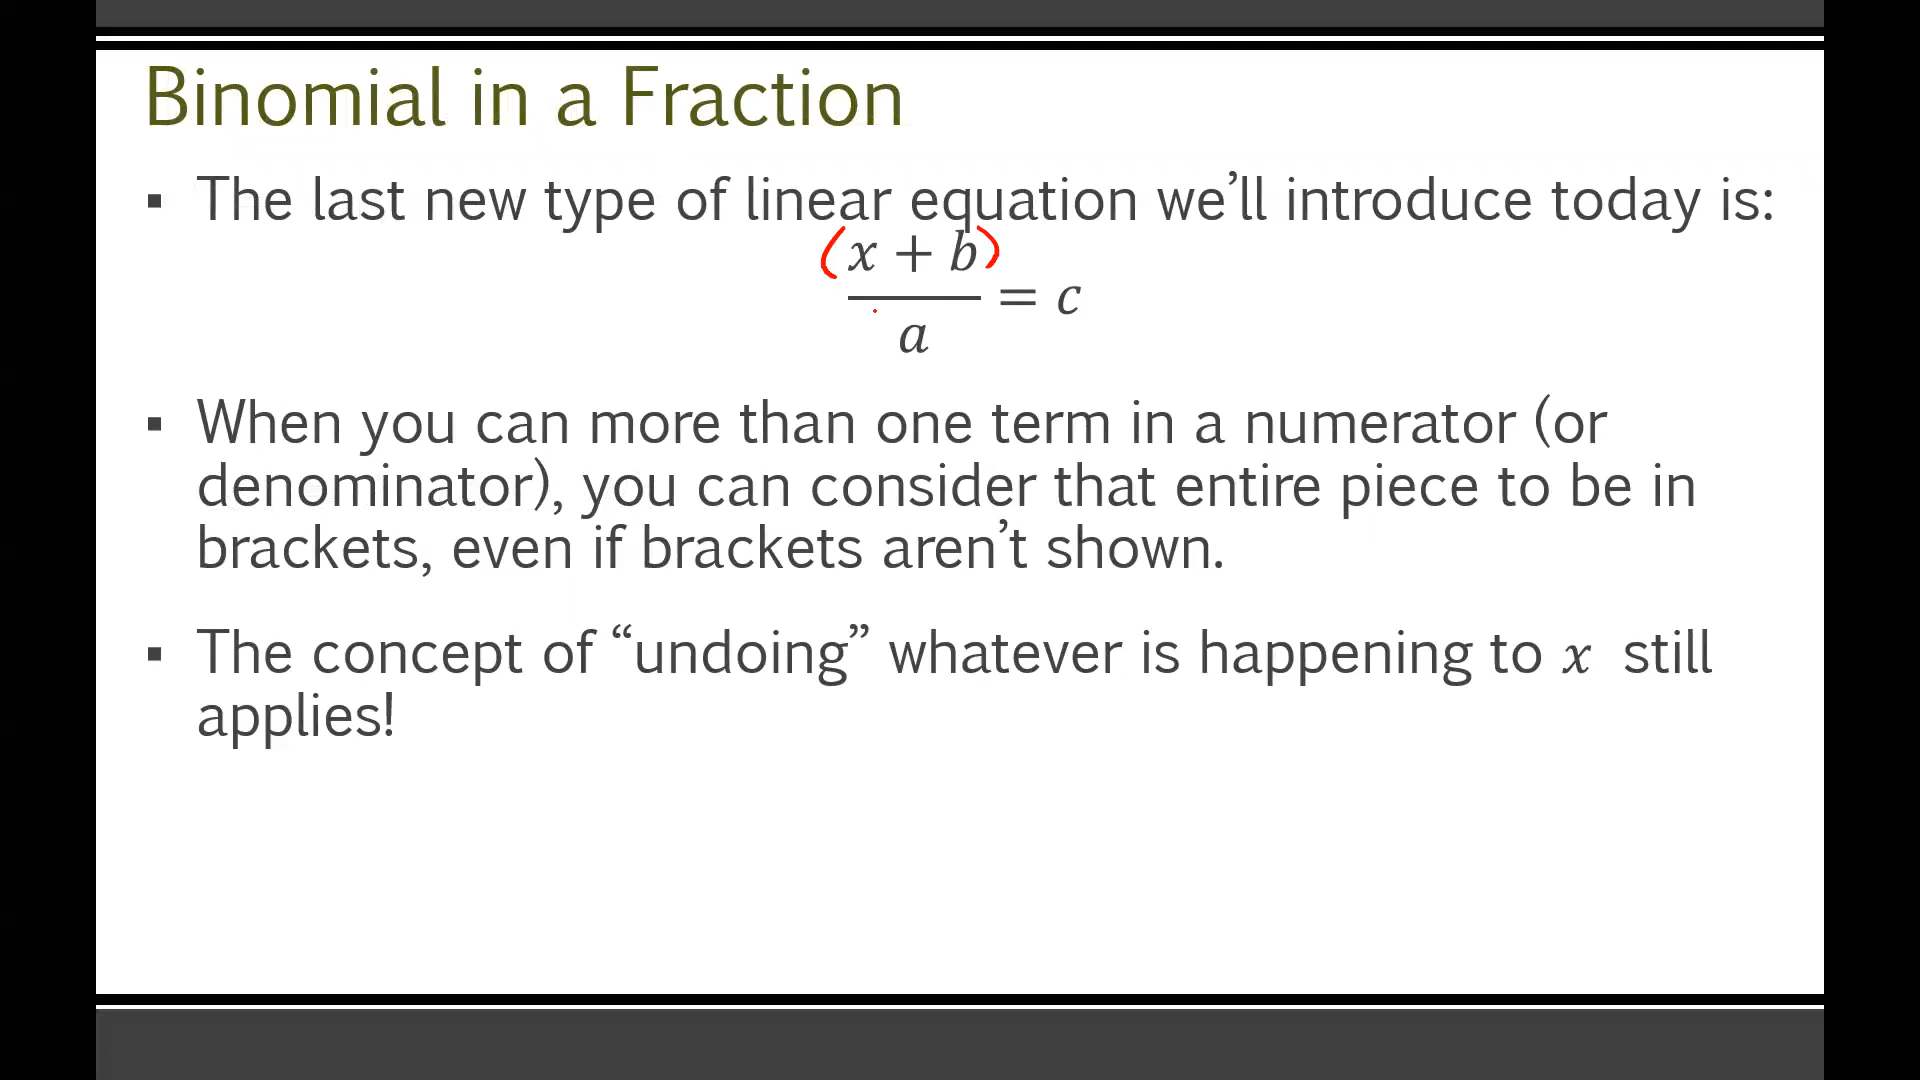 Binomial in a Fraction
▪ The last new type of linear equation we’ll introduce today is:
(x + b)
/ a = c
▪ When you can more than one term in a numerator (or
denominator), you can consider that entire piece to be in
brackets, even if brackets aren’t shown.
▪ The concept of “undoing” whatever is happening to x still
applies!